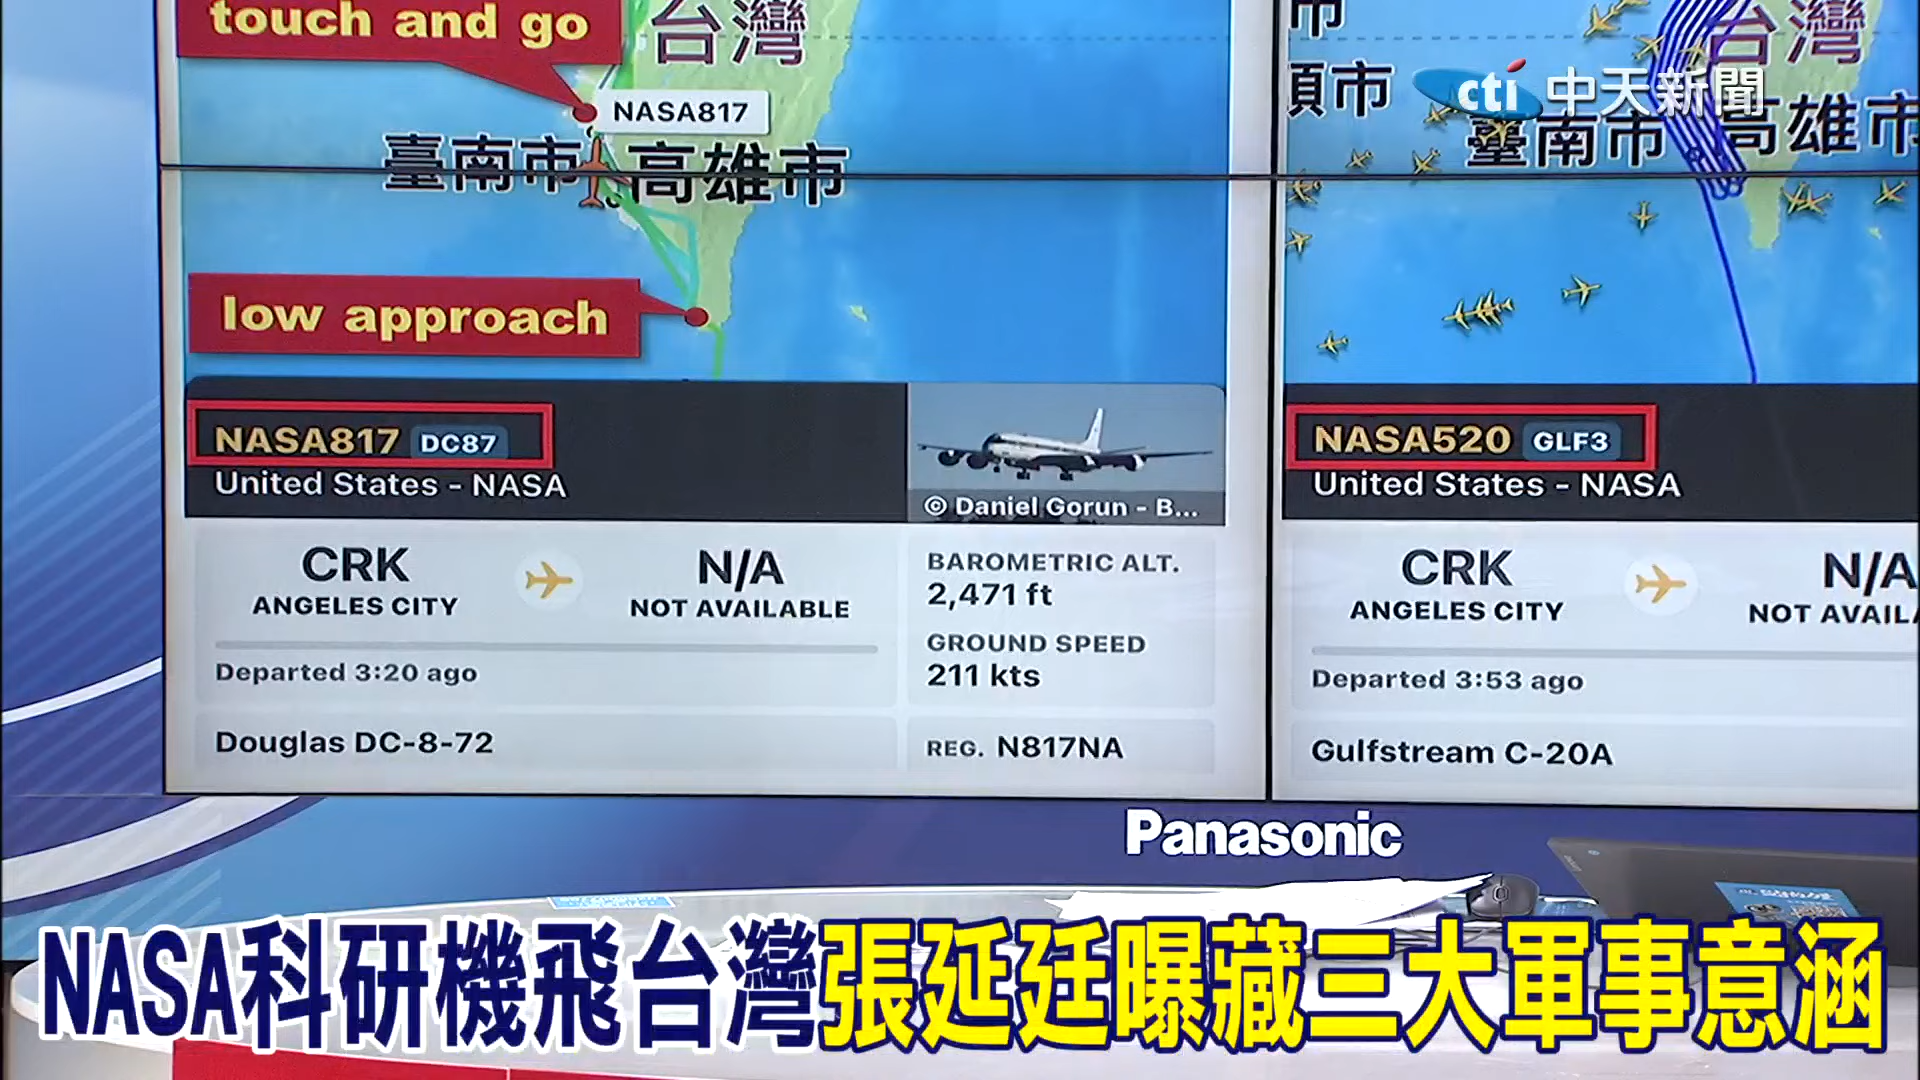 touch and go
台灣
NASA817
臺南市
高雄市
low approach
NASA817 DC87
United States - NASA
© Daniel Gorun - B...
CRK
ANGELES CITY
N/A
NOT AVAILABLE
BAROMETRIC ALT.
2,471 ft
GROUND SPEED
211 kts
Departed 3:20 ago
Douglas DC-8-72
REG. N817NA
市
台灣
頭市
cti 中天新聞
臺南市
高雄市
NASA520 GLF3
United States - NASA
CRK
ANGELES CITY
N/A
NOT AVAILA
Departed 3:53 ago
Gulfstream C-20A
Panasonic
NASA科研機飛台灣張延廷曝藏三大軍事意涵